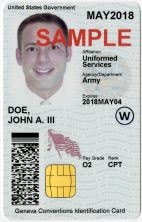 United States Government
MAY2018
SAMPLE
Affiliation
Uniformed
Services
Agency/Department
Army
Expires
2018MAY04
DOE,
JOHN A. III
W
Pay Grade Rank
O2 CPT
Geneva Conventions Identification Card